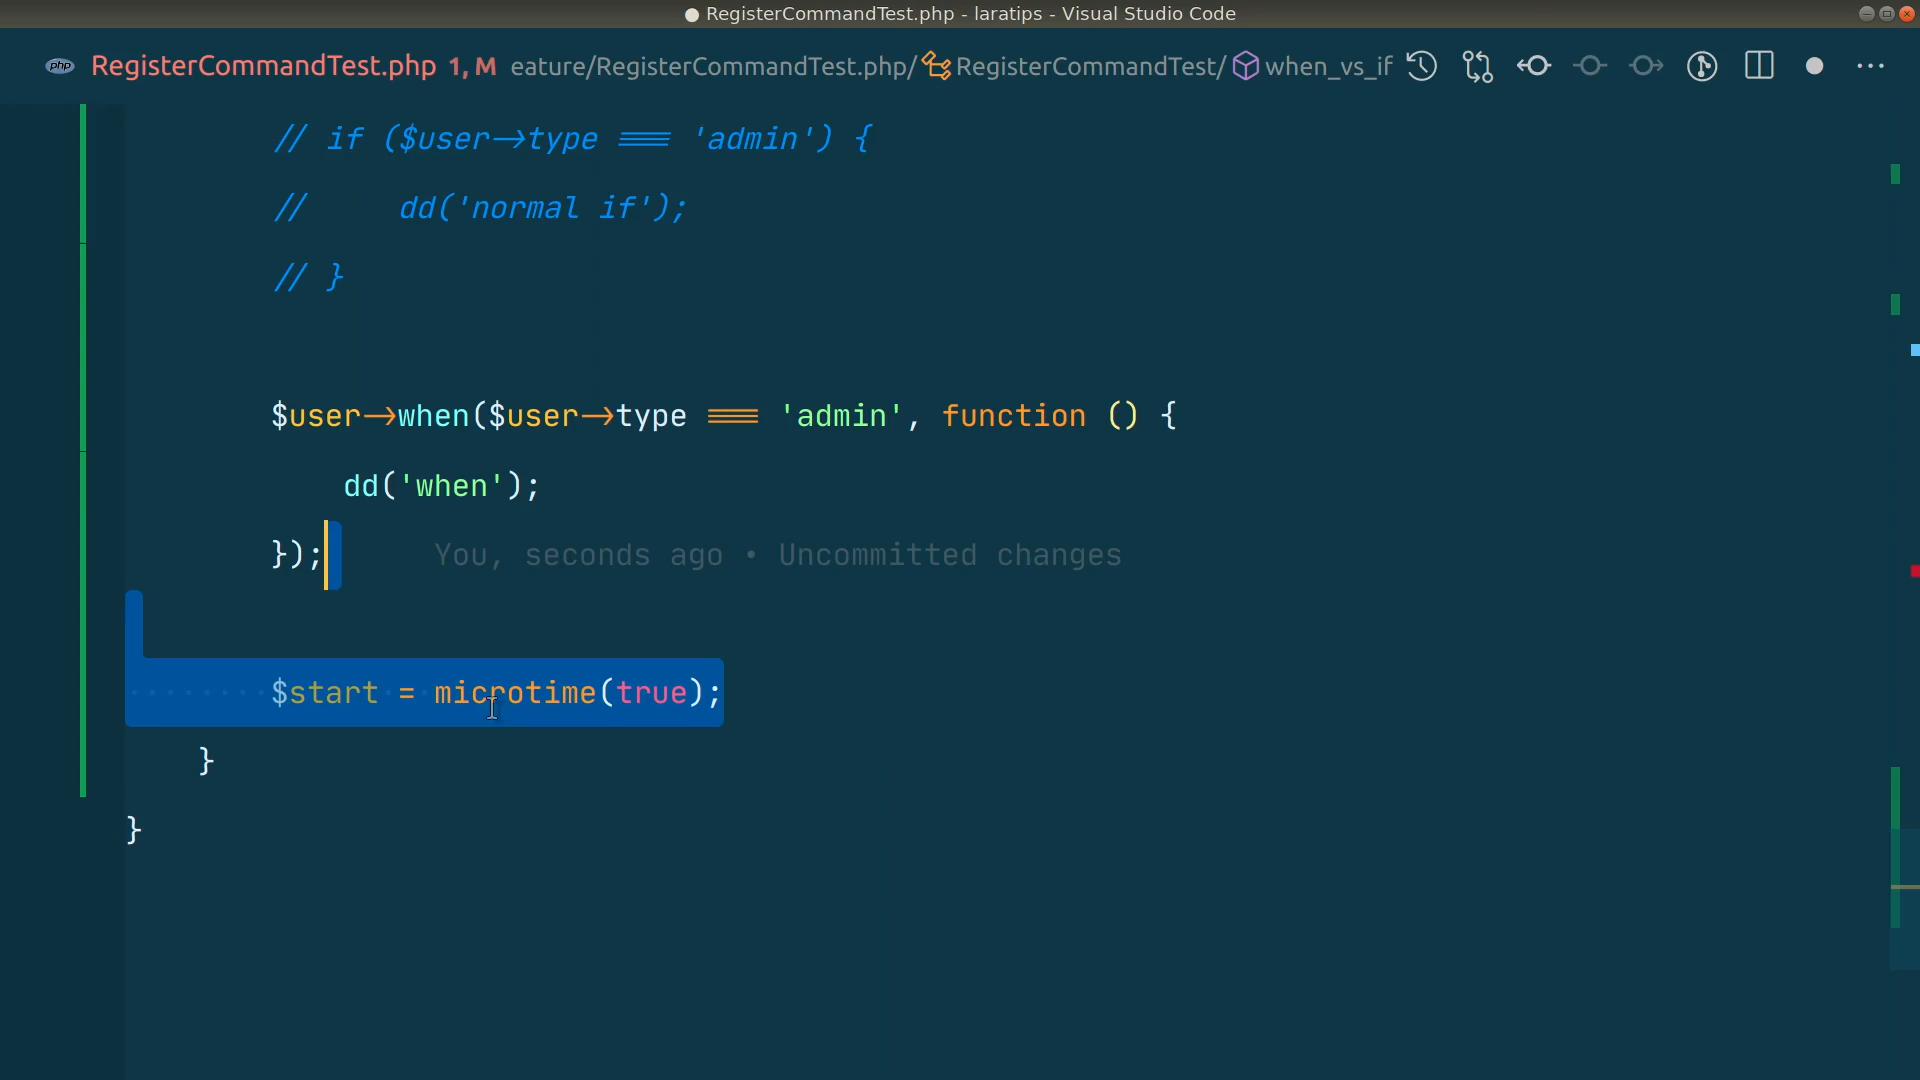 ● RegisterCommandTest.php - laratips - Visual Studio Code
php RegisterCommandTest.php 1, M eature/RegisterCommandTest.php/ RegisterCommandTest/ when_vs_if ...
// if ($user->type === 'admin') {
//     dd('normal if');
// }
$user->when($user->type === 'admin', function () {
    dd('when');
});     You, seconds ago • Uncommitted changes
$start = microtime(true);
}
}